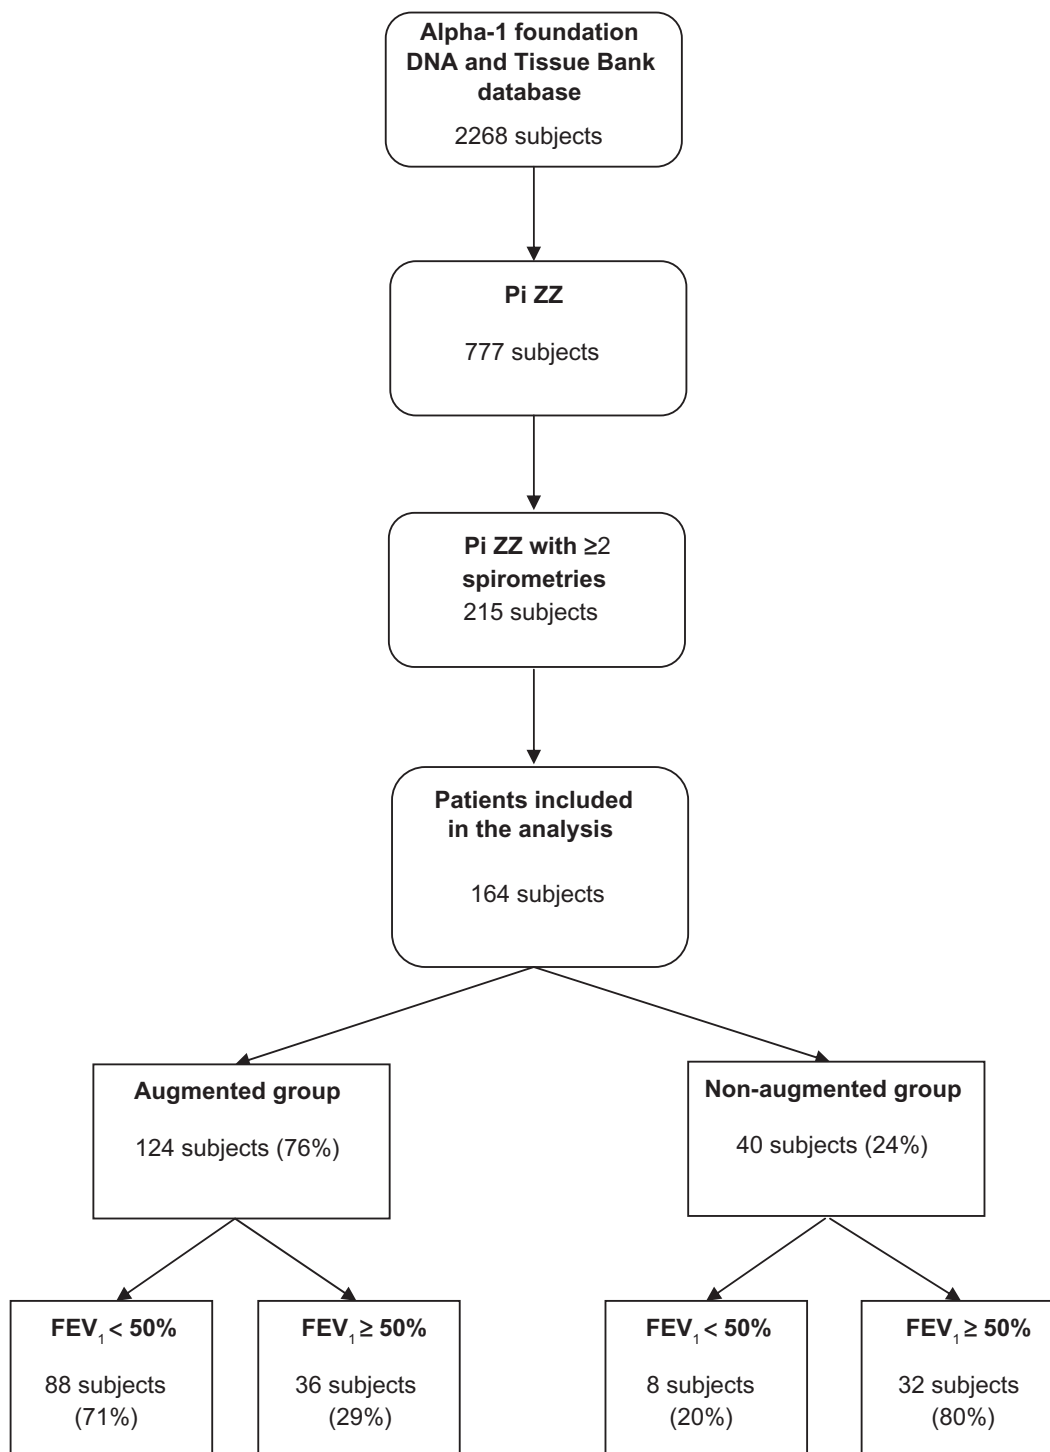 Alpha-1 foundation
DNA and Tissue Bank
database
2268 subjects
Pi ZZ
777 subjects
Pi ZZ with ≥2
spirometries
215 subjects
Patients included
in the analysis
164 subjects
Augmented group
124 subjects (76%)
Non-augmented group
40 subjects (24%)
FEV₁ < 50%
88 subjects
(71%)
FEV₁ ≥ 50%
36 subjects
(29%)
FEV₁ < 50%
8 subjects
(20%)
FEV₁ ≥ 50%
32 subjects
(80%)